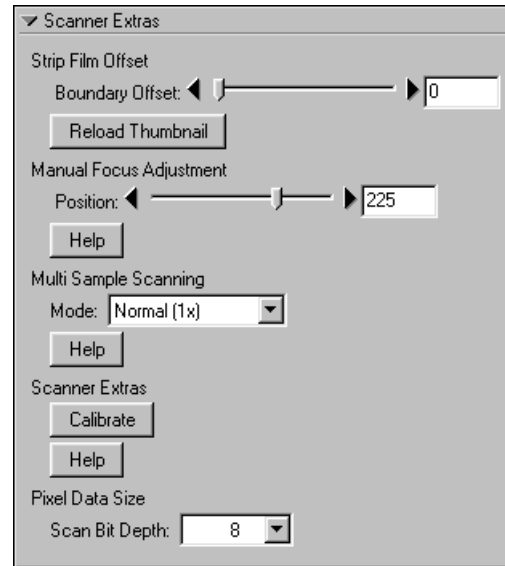 Scanner Extras
Strip Film Offset
Boundary Offset: 0
Reload Thumbnail
Manual Focus Adjustment
Position: 225
Help
Multi Sample Scanning
Mode: Normal (1x)
Help
Scanner Extras
Calibrate
Help
Pixel Data Size
Scan Bit Depth: 8